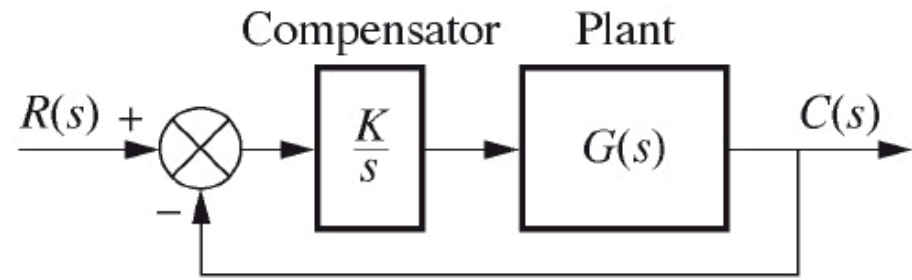 Compensator Plant
R(s) + K/s G(s) C(s)
−